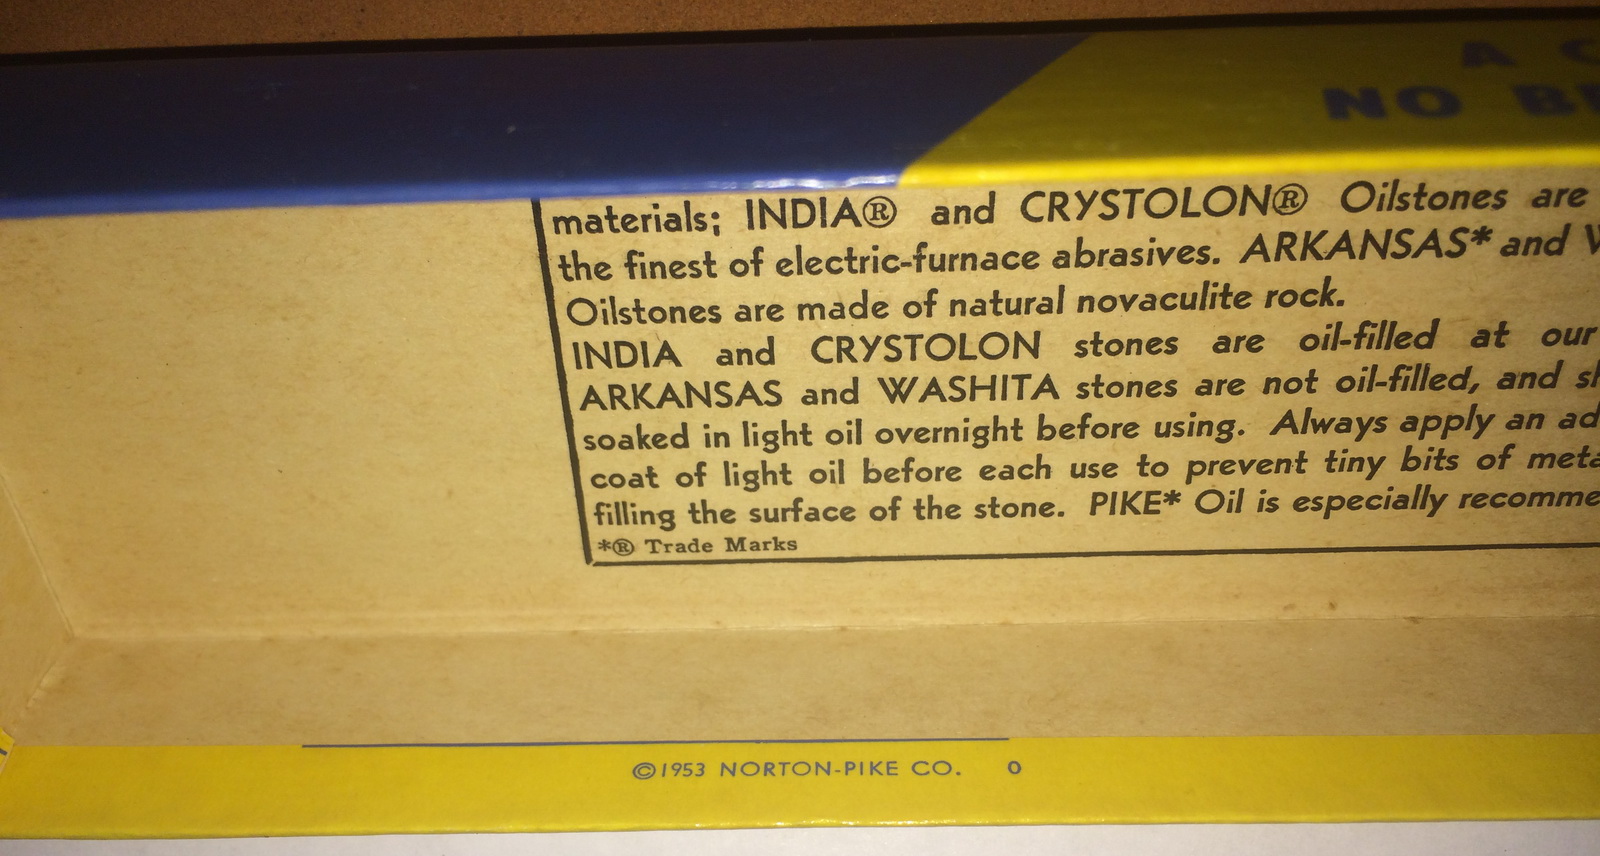 A
NO
materials; INDIA® and CRYSTOLON® Oilstones are
the finest of electric-furnace abrasives. ARKANSAS* and
Oilstones are made of natural novaculite rock.
INDIA and CRYSTOLON stones are oil-filled at our
ARKANSAS and WASHITA stones are not oil-filled, and
soaked in light oil overnight before using. Always apply an
coat of light oil before each use to prevent tiny bits of
filling the surface of the stone. PIKE* Oil is especially
*® Trade Marks
©1953 NORTON-PIKE CO. O